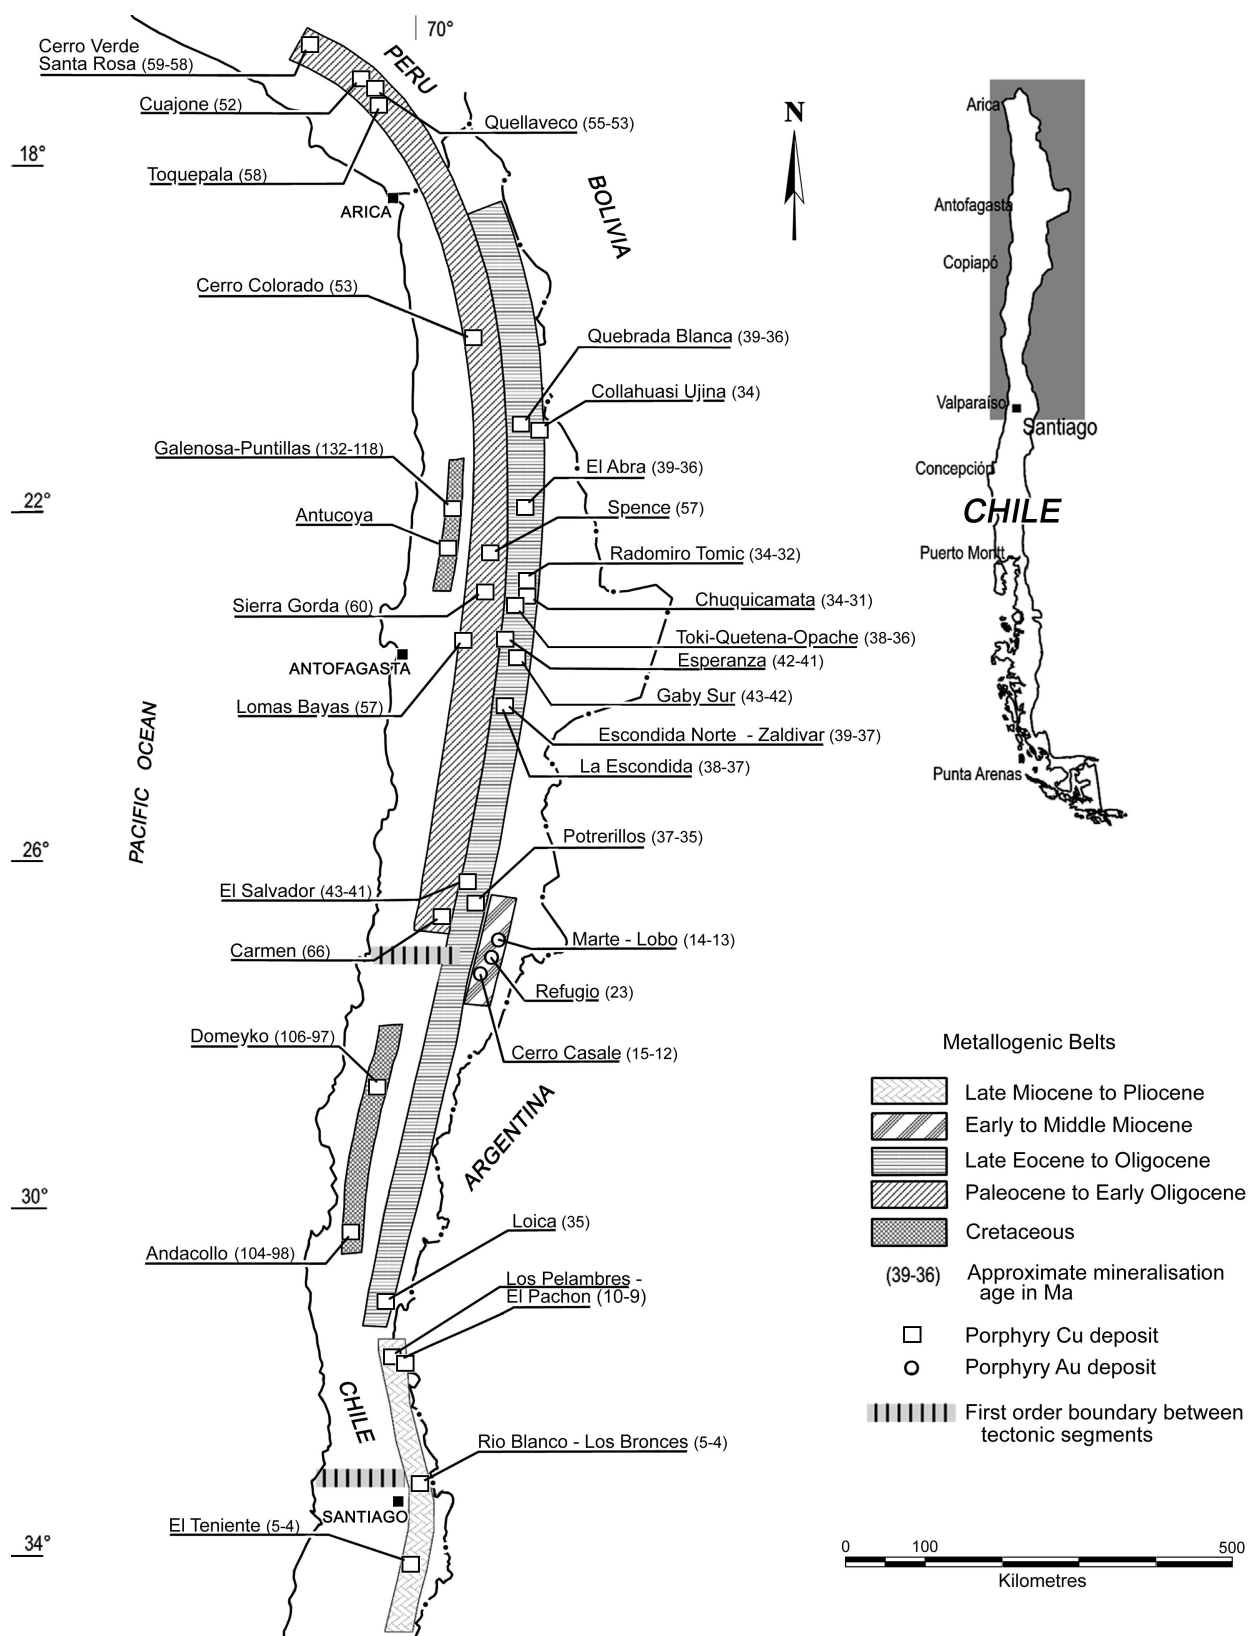 70°
Cerro Verde
Santa Rosa (59-58)
PERU
Cuajone (52)
Quellaveco (55-53)
N
18°
Toquepala (58)
ARICA
BOLIVIA
Cerro Colorado (53)
Quebrada Blanca (39-36)
Collahuasi Ujina (34)
Galenosa-Puntillas (132-118)
El Abra (39-36)
22°
Antucoya
Spence (57)
Radomiro Tomic (34-32)
Sierra Gorda (60)
Chuquicamata (34-31)
Toki-Quetena-Opache (38-36)
ANTOFAGASTA
Esperanza (42-41)
Gaby Sur (43-42)
Lomas Bayas (57)
Escondida Norte - Zaldivar (39-37)
La Escondida (38-37)
PACIFIC OCEAN
26°
Potrerillos (37-35)
El Salvador (43-41)
Carmen (66)
Marte - Lobo (14-13)
Refugio (23)
Domeyko (106-97)
Cerro Casale (15-12)
ARGENTINA
30°
Loica (35)
Andacollo (104-98)
Los Pelambres -
El Pachon (10-9)
CHILE
Rio Blanco - Los Bronces (5-4)
SANTIAGO
El Teniente (5-4)
34°
Arica
Antofagasta
Copiapó
Valparaíso
Santiago
Concepción
CHILE
Puerto Montt
Punta Arenas
Metallogenic Belts
Late Miocene to Pliocene
Early to Middle Miocene
Late Eocene to Oligocene
Paleocene to Early Oligocene
Cretaceous
(39-36) Approximate mineralisation
age in Ma
Porphyry Cu deposit
Porphyry Au deposit
First order boundary between
tectonic segments
0 100 500
Kilometres